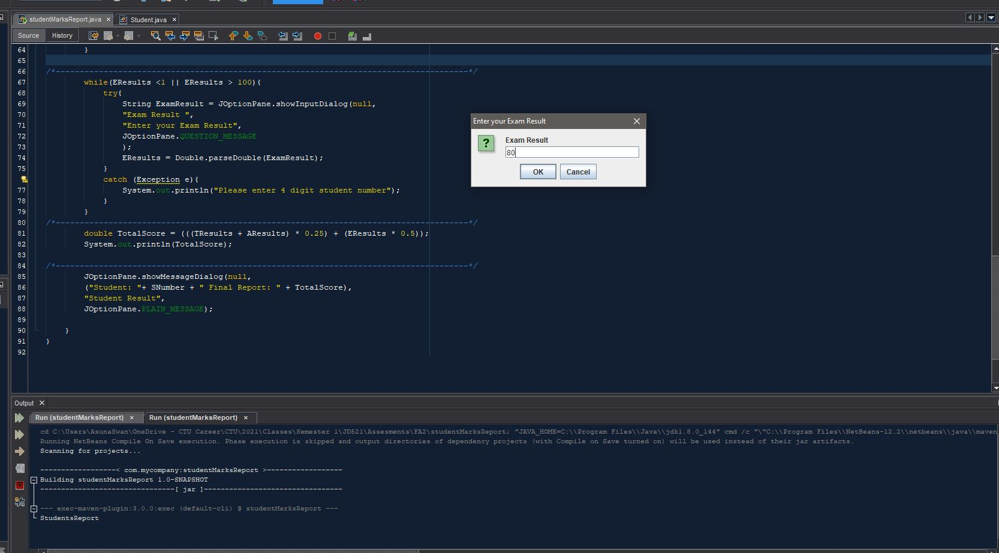 studentMarksReport.java × Student.java ×
Source History
64 }
65
66 /*--------------------------------------------------------------------------------------*/
67 while(EResults <1 || EResults > 100){
68 try{
69 String ExamResult = JOptionPane.showInputDialog(null,
70 "Exam Result ",
71 "Enter your Exam Result",
72 JOptionPane.QUESTION_MESSAGE
73 );
74 EResults = Double.parseDouble(ExamResult);
75 }
catch (Exception e){
77 System.out.println("Please enter 4 digit student number");
78 }
79 }
80 /*--------------------------------------------------------------------------------------*/
81 double TotalScore = (((TResults + AResults) * 0.25) + (EResults * 0.5));
82 System.out.println(TotalScore);
83
84 /*--------------------------------------------------------------------------------------*/
85 JOptionPane.showMessageDialog(null,
86 ("Student: "+ SNumber + " Final Report: " + TotalScore),
87 "Student Result",
88 JOptionPane.PLAIN_MESSAGE);
89
90 }
91 }
92
Enter your Exam Result
Exam Result
80
OK Cancel
Output ×
Run (studentMarksReport) × Run (studentMarksReport) ×
cd C:\Users\AsunaSwan\OneDrive - CTU Career\CTU\2021\Classes\Semester 1\JD521\Assesments\FA2\studentMarksReport; "JAVA_HOME=C:\\Program Files\\Java\\jdk1.8.0_144" cmd /c "\"C:\\Program Files\\NetBeans-12.2\\netbeans\\java\\maven
Running NetBeans Compile On Save execution. Phase execution is skipped and output directories of dependency projects (with Compile on Save turned on) will be used instead of their jar artifacts.
Scanning for projects...
------------------< com.mycompany:studentMarksReport >------------------
Building studentMarksReport 1.0-SNAPSHOT
--------------------------------[ jar ]---------------------------------
--- exec-maven-plugin:3.0.0:exec (default-cli) @ studentMarksReport ---
StudentsReport